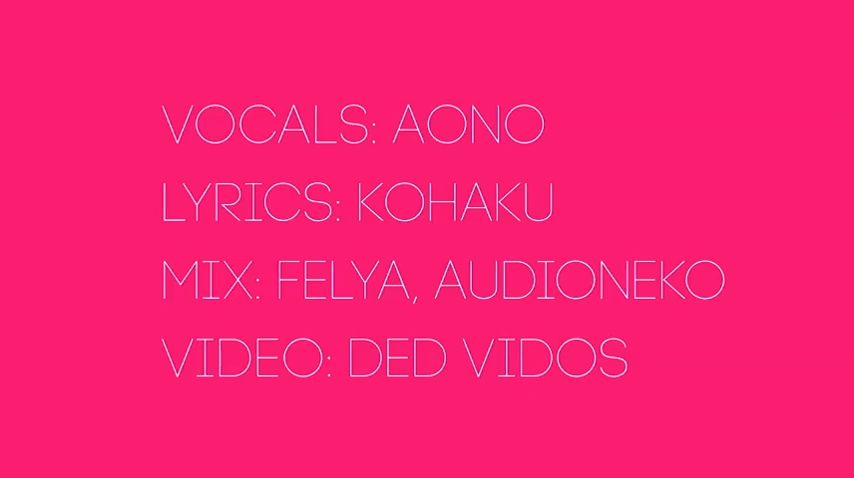 VOCALS: AONO
LYRICS: KOHAKU
MIX: FELYA, AUDIONEKO
VIDEO: DED VIDOS